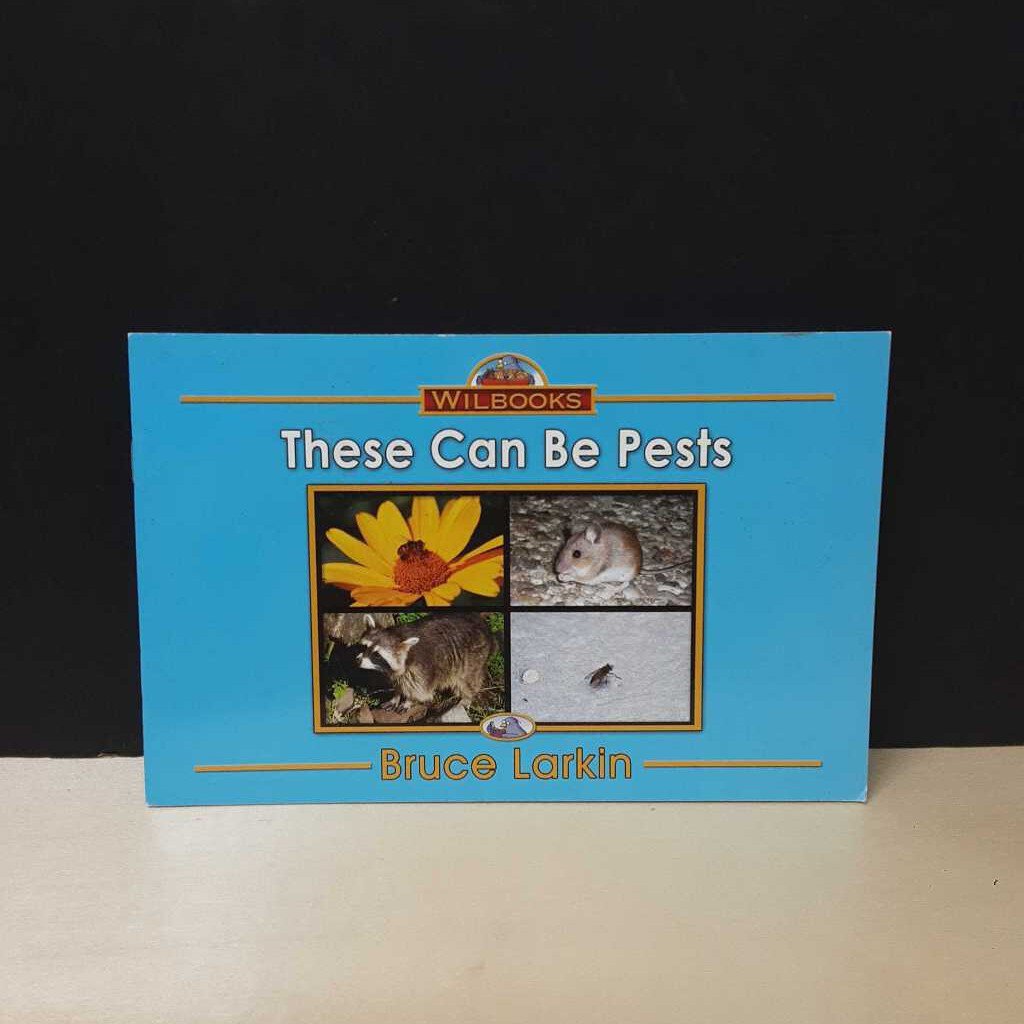 WILBOOKS
These Can Be Pests
Bruce Larkin